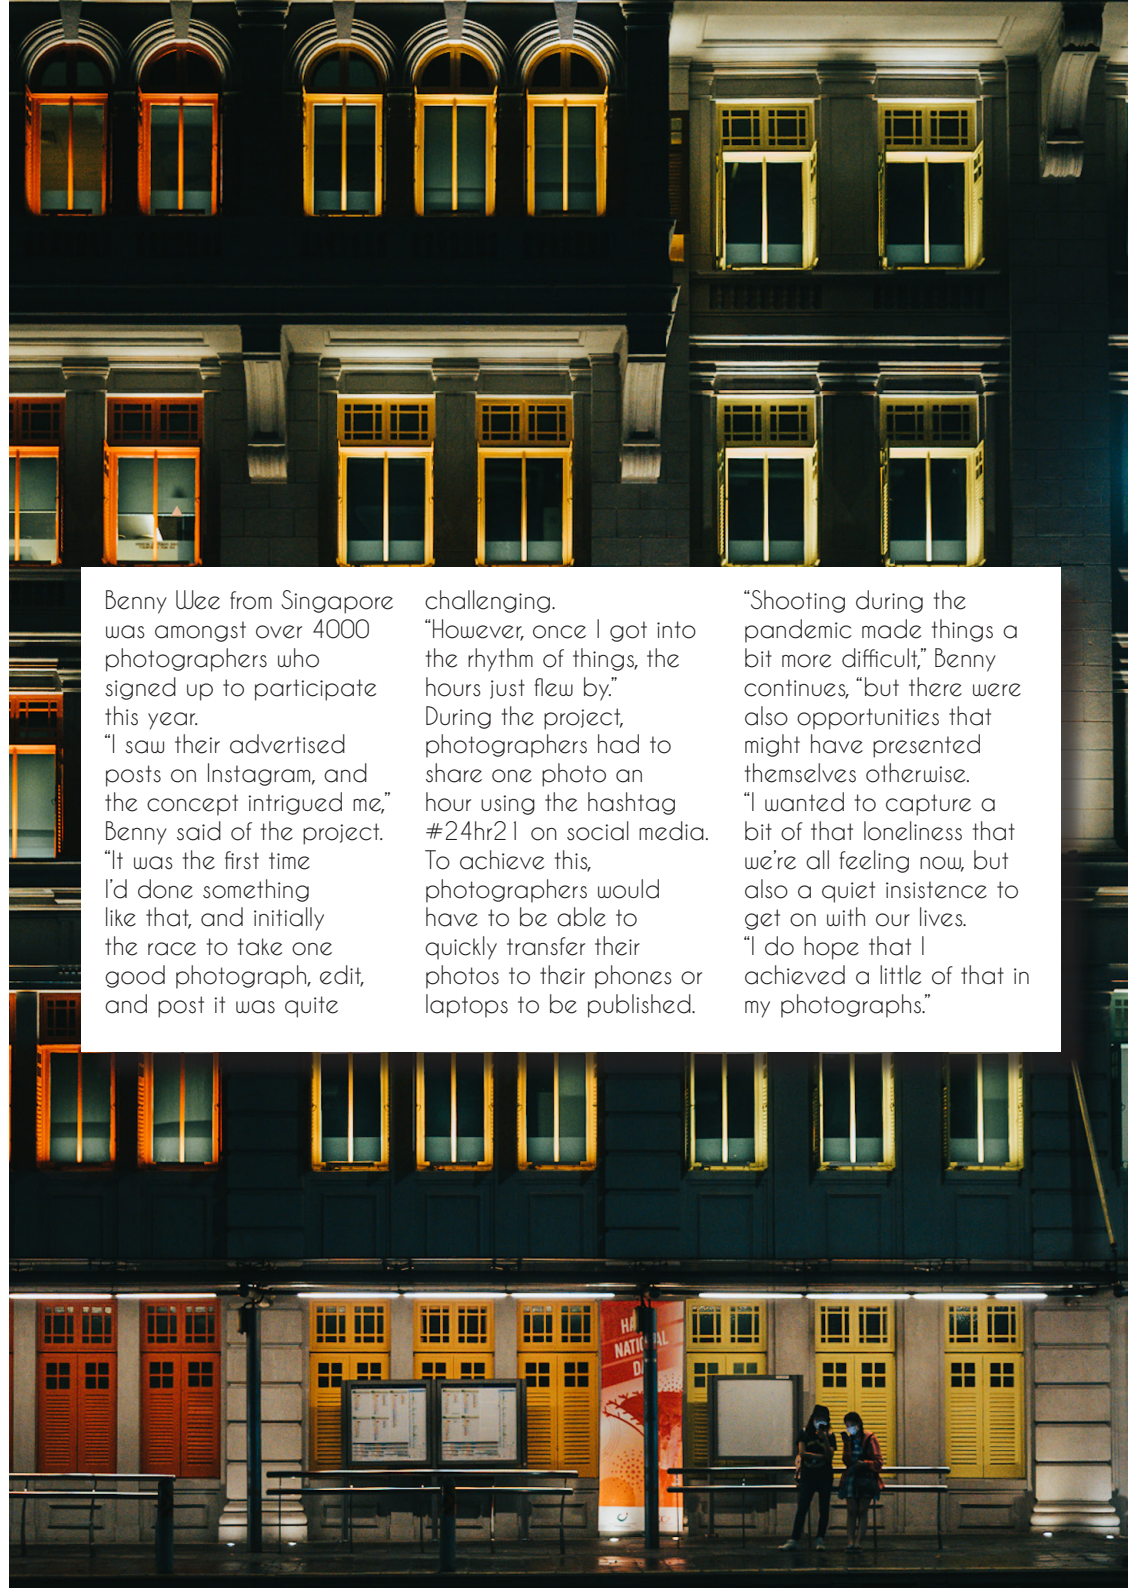 Benny Wee from Singapore
was amongst over 4000
photographers who
signed up to participate
this year.
“I saw their advertised
posts on Instagram, and
the concept intrigued me,”
Benny said of the project.
“It was the first time
I’d done something
like that, and initially
the race to take one
good photograph, edit,
and post it was quite
challenging.
“However, once I got into
the rhythm of things, the
hours just flew by.”
During the project,
photographers had to
share one photo an
hour using the hashtag
#24hr21 on social media.
To achieve this,
photographers would
have to be able to
quickly transfer their
photos to their phones or
laptops to be published.
“Shooting during the
pandemic made things a
bit more difficult,” Benny
continues, “but there were
also opportunities that
might have presented
themselves otherwise.
“I wanted to capture a
bit of that loneliness that
we’re all feeling now, but
also a quiet insistence to
get on with our lives.
“I do hope that I
achieved a little of that in
my photographs.”
NATIONAL